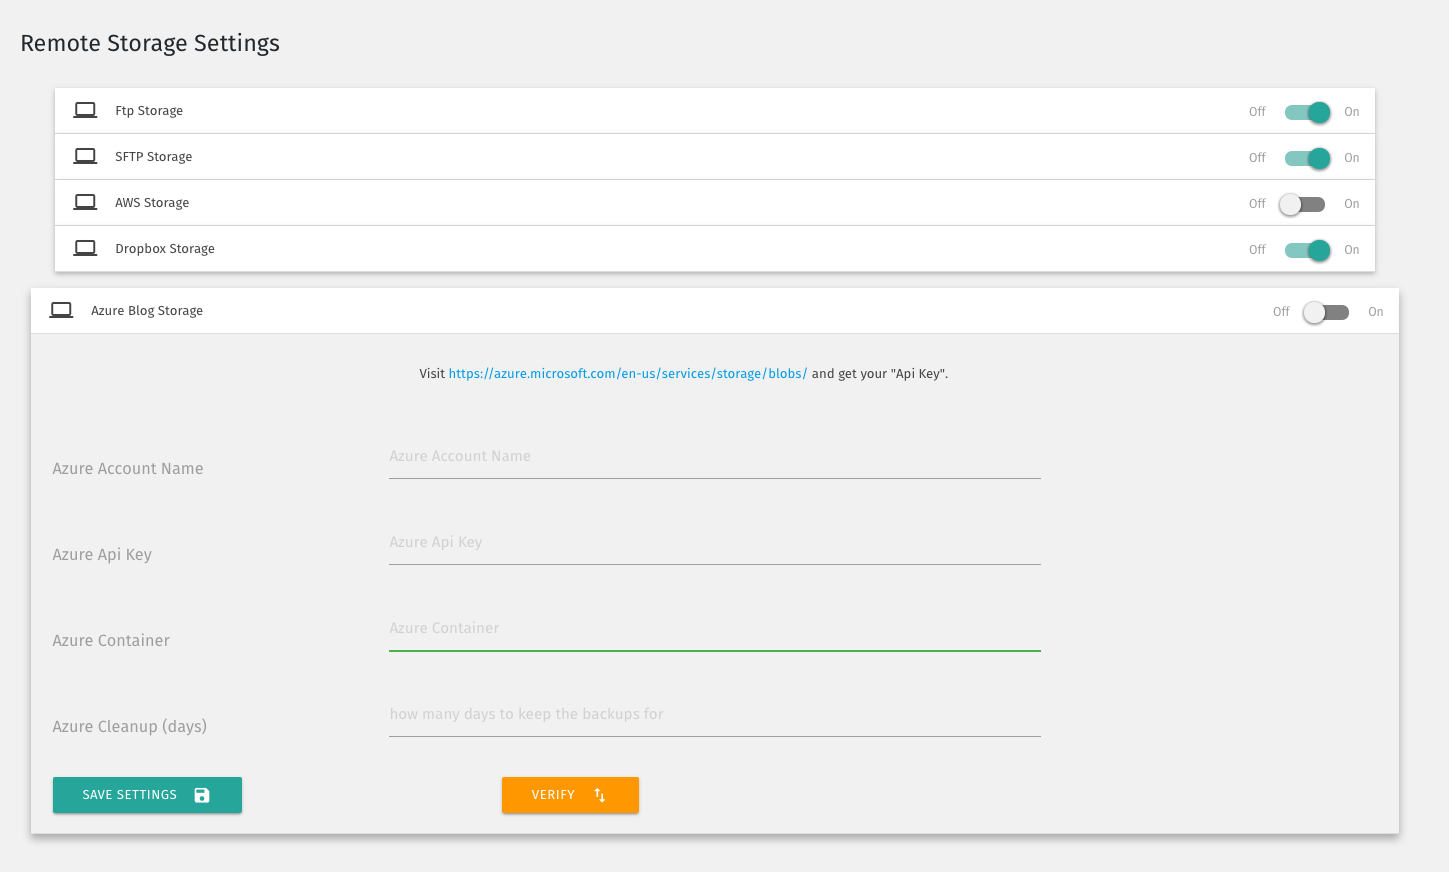 Remote Storage Settings
Ftp Storage Off On
SFTP Storage Off On
AWS Storage Off On
Dropbox Storage Off On
Azure Blog Storage Off On
Visit https://azure.microsoft.com/en-us/services/storage/blobs/ and get your "Api Key".
Azure Account Name Azure Account Name
Azure Api Key Azure Api Key
Azure Container Azure Container
Azure Cleanup (days) how many days to keep the backups for
SAVE SETTINGS VERIFY